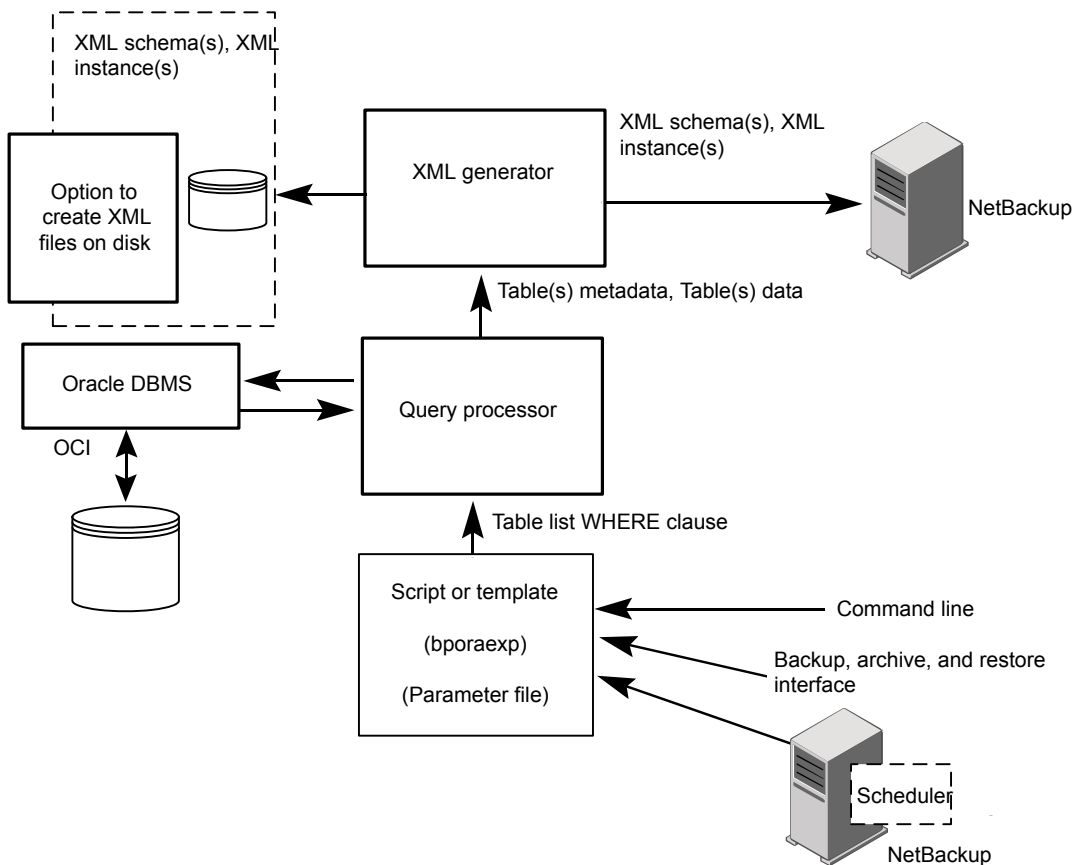 XML schema(s), XML
instance(s)
XML generator
XML schema(s), XML
instance(s)
Option to
create XML
files on disk
NetBackup
Table(s) metadata, Table(s) data
Oracle DBMS
Query processor
OCI
Table list WHERE clause
Script or template
(bporaexp)
(Parameter file)
Command line
Backup, archive, and restore
interface
Scheduler
NetBackup